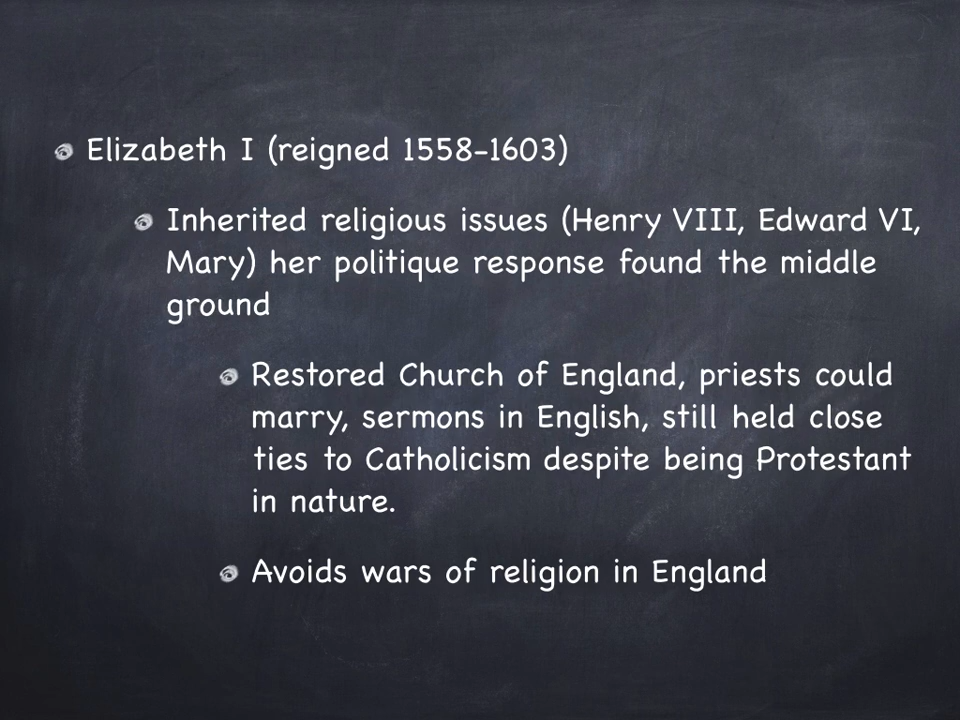 Elizabeth I (reigned 1558-1603)
Inherited religious issues (Henry VIII, Edward VI,
Mary) her politique response found the middle
ground
Restored Church of England, priests could
marry, sermons in English, still held close
ties to Catholicism despite being Protestant
in nature.
Avoids wars of religion in England